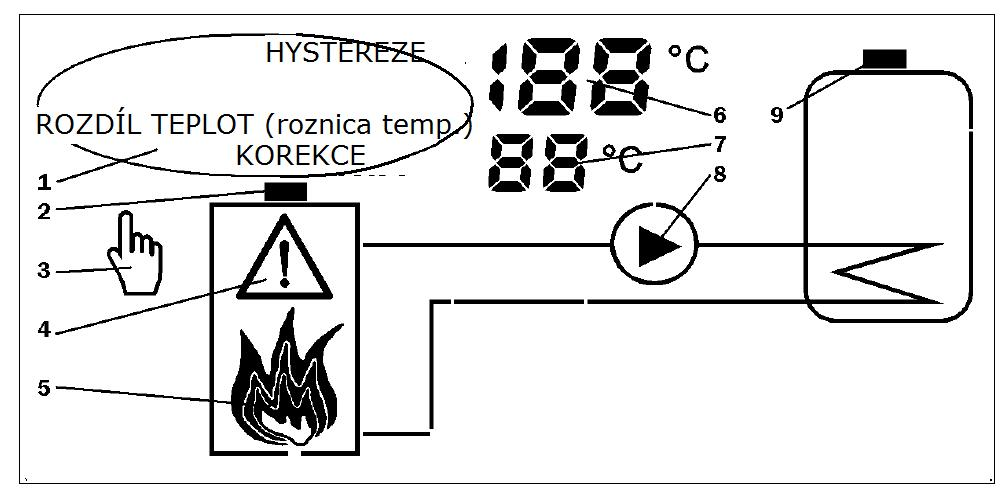 HYSTEREZE
188 °C
ROZDÍL TEPLOT (roznica temp.)
KOREKCE
88 °C
1
2
3
4
5
6
7
8
9